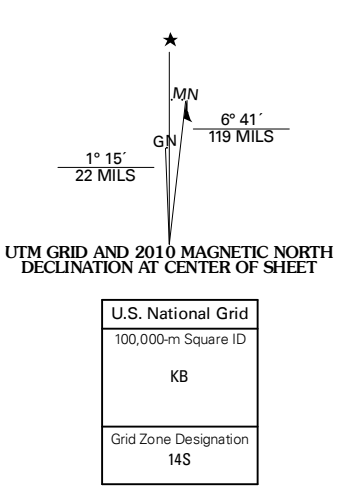 MN
6° 41´
119 MILS
GN
1° 15´
22 MILS
UTM GRID AND 2010 MAGNETIC NORTH
DECLINATION AT CENTER OF SHEET
U.S. National Grid
100,000-m Square ID
KB
Grid Zone Designation
14S